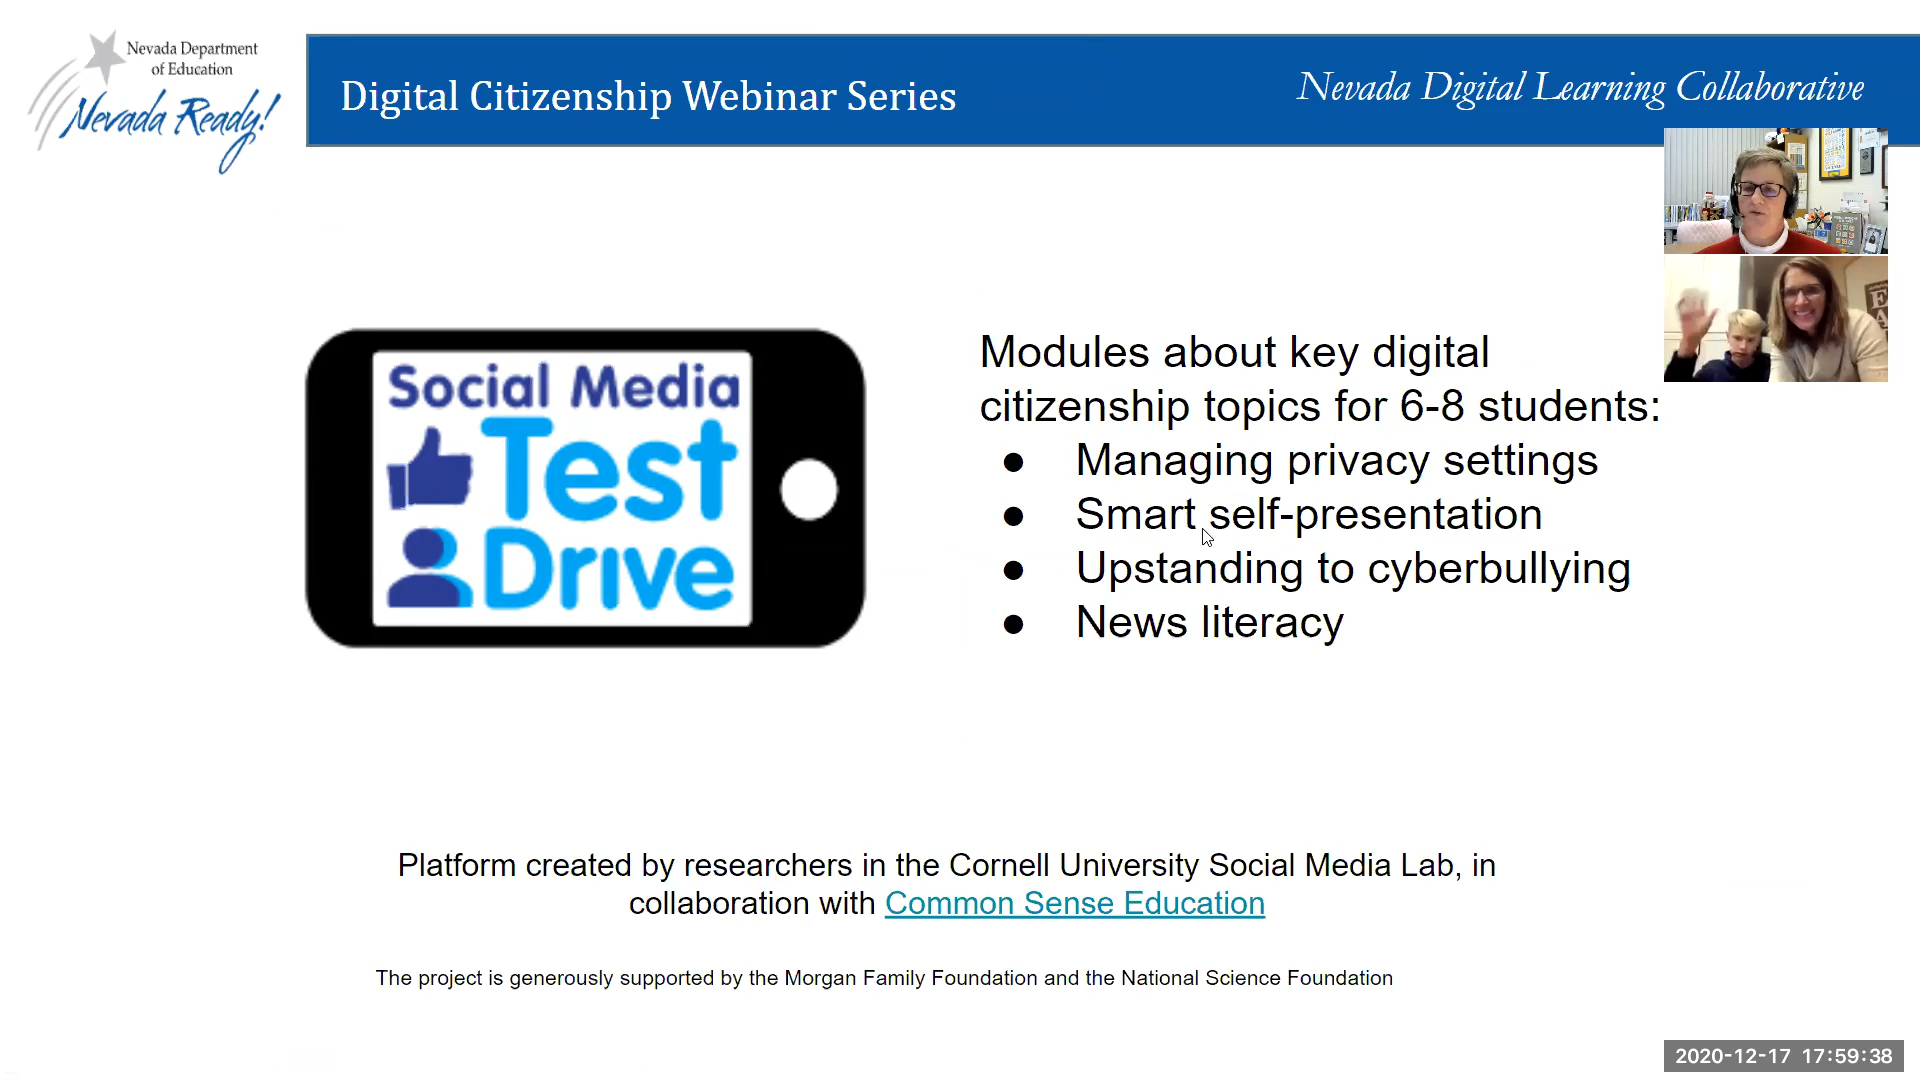 Nevada Department
of Education
Nevada Ready!
Digital Citizenship Webinar Series
Nevada Digital Learning Collaborative
Social Media
Test
Drive
Modules about key digital
citizenship topics for 6-8 students:
● Managing privacy settings
● Smart self-presentation
● Upstanding to cyberbullying
● News literacy
Platform created by researchers in the Cornell University Social Media Lab, in
collaboration with Common Sense Education
The project is generously supported by the Morgan Family Foundation and the National Science Foundation
2020-12-17 17:59:38